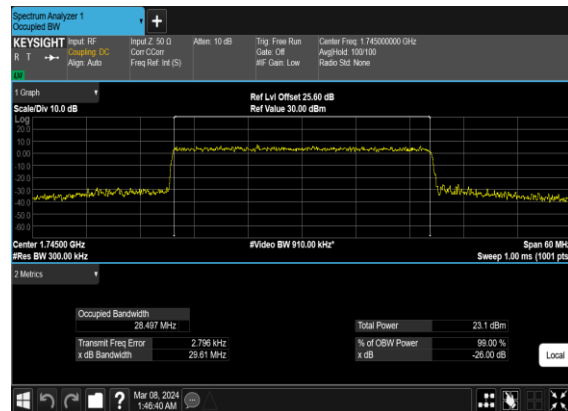 Spectrum Analyzer 1
Occupied BW
+
KEYSIGHT Input: RF Input Z: 50 Ω Atten: 10 dB Trig: Free Run Center Freq: 1.745000000 GHz
R T Coupling: DC Corr CCorr Gate: Off Avg|Hold: 100/100
Align: Auto Freq Ref: Int (S) #IF Gain: Low Radio Std: None
1 Graph
Ref Lvl Offset 25.60 dB
Scale/Div 10.0 dB Ref Value 30.00 dBm
Log
20.0
10.0
0.00
-10.0
-20.0
-30.0
-40.0
-50.0
-60.0
Center 1.74500 GHz #Video BW 910.00 kHz* Span 60 MHz
#Res BW 300.00 kHz Sweep 1.00 ms (1001 pts)
2 Metrics
Occupied Bandwidth
28.497 MHz Total Power 23.1 dBm
Transmit Freq Error 2.796 kHz % of OBW Power 99.00 %
x dB Bandwidth 29.61 MHz x dB -26.00 dB
Local
? Mar 08, 2024
1:46:40 AM